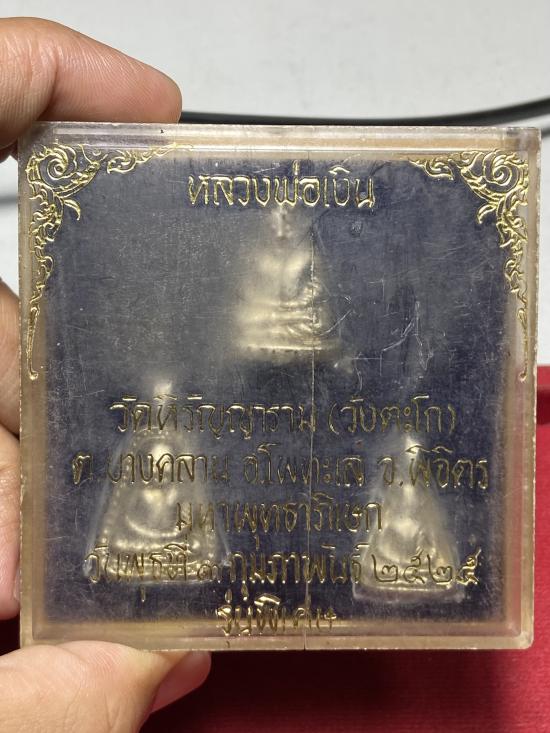 หลวงพ่อเงิน
วัดหิรัญญาราม (วังตะโก)
ต.บางคลาน อ.โพทะเล จ.พิจิตร
มหาพุทธาภิเษก
วันพุธที่ ๓ กุมภาพันธ์ ๒๕๒๕
รุ่นพิเศษ